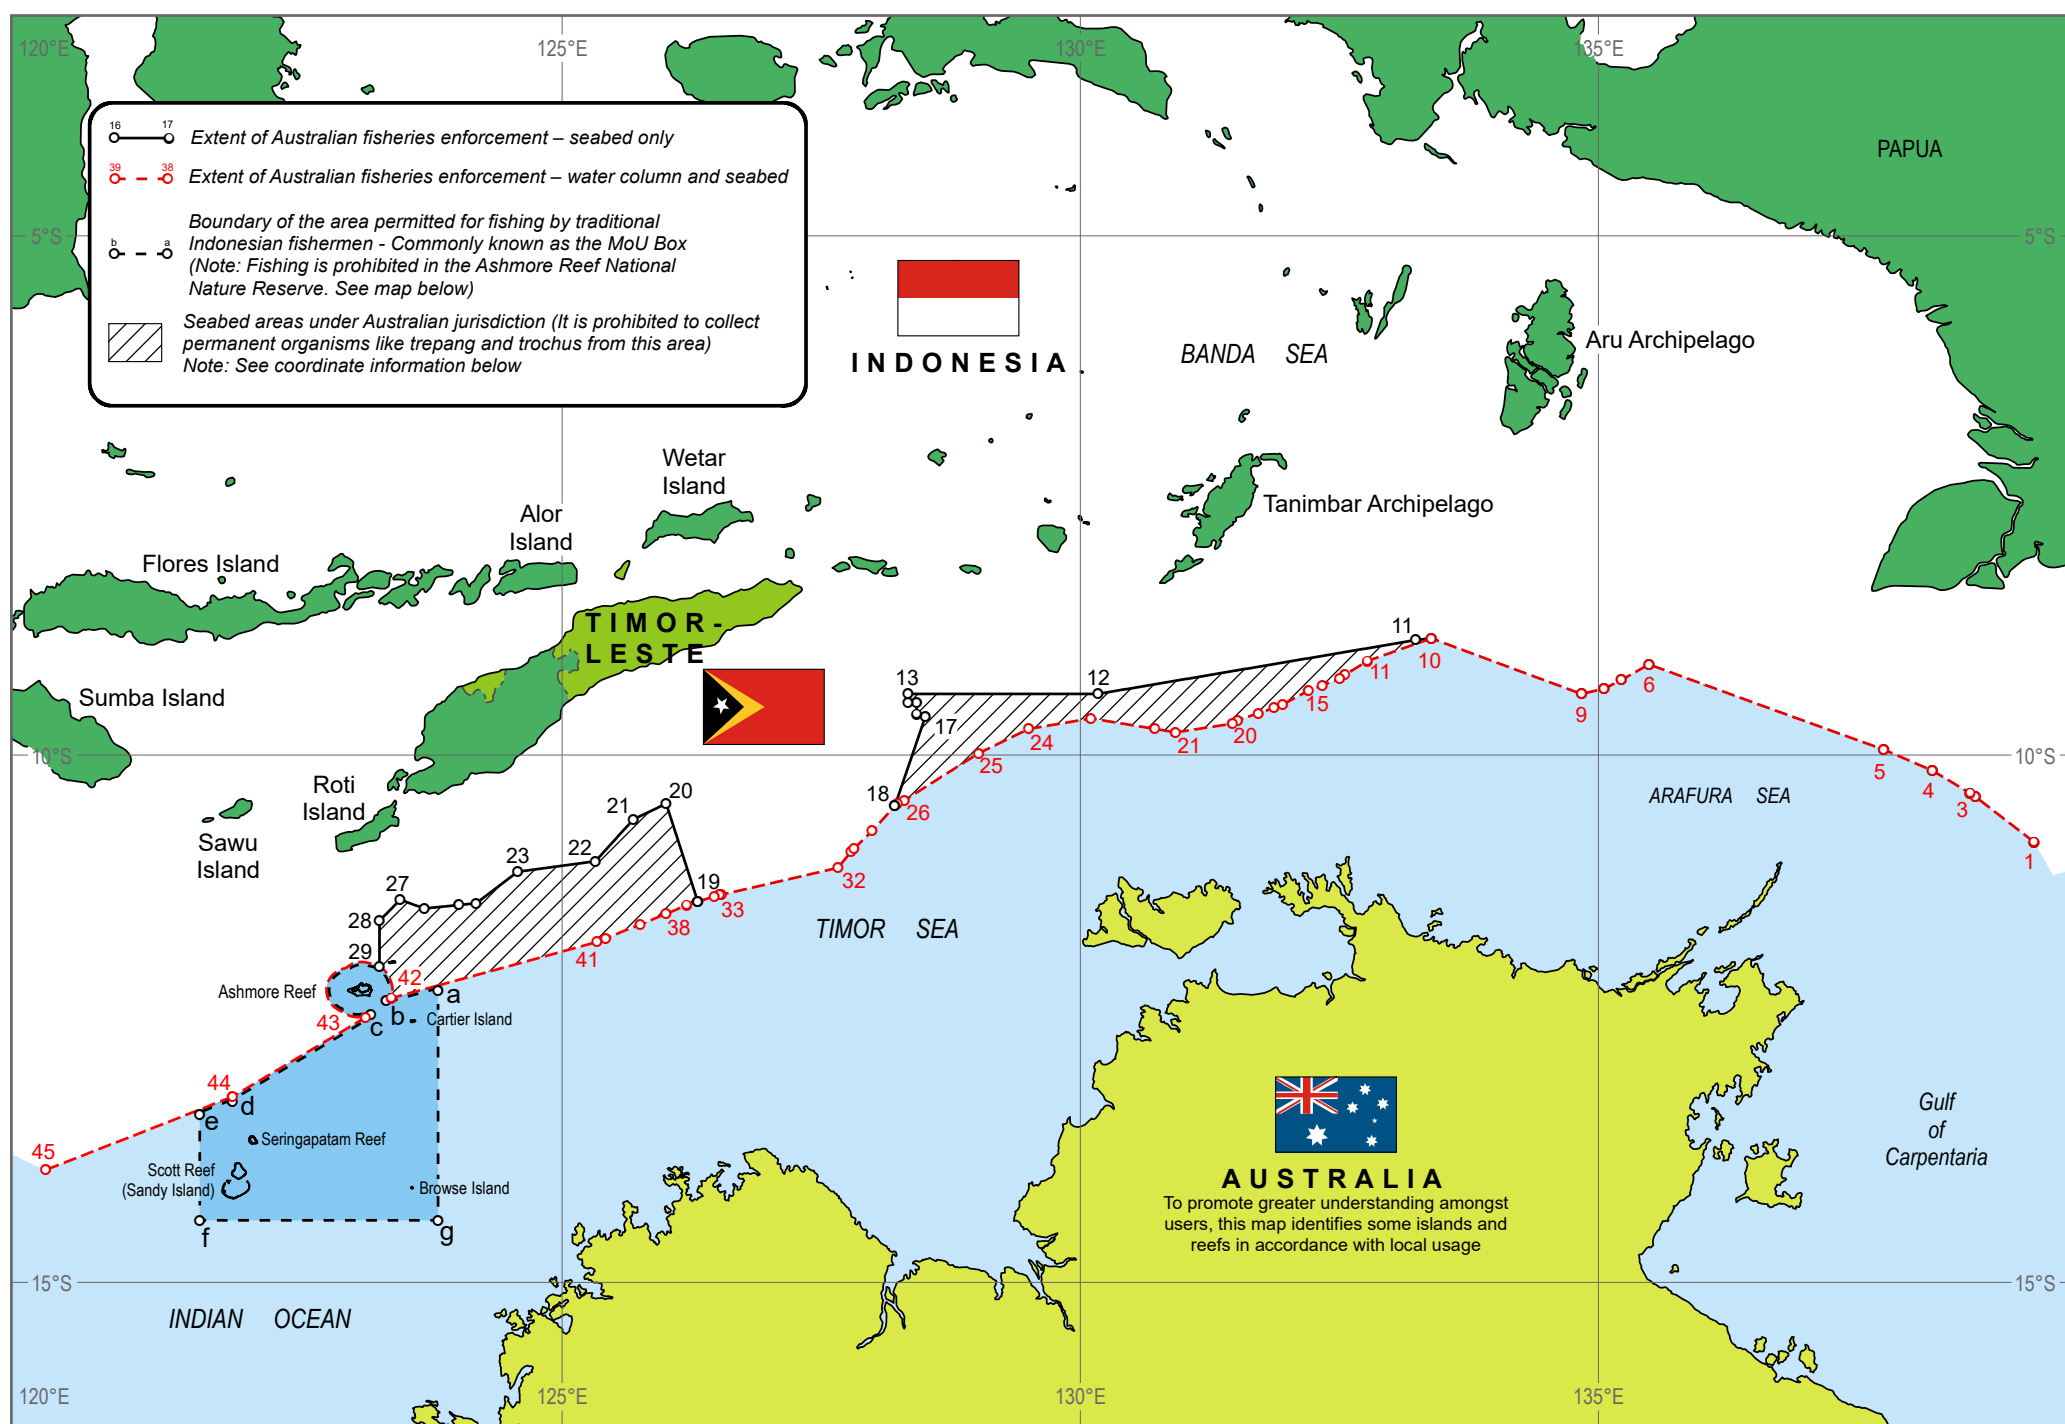 120°E
125°E
130°E
135°E
16
17
Extent of Australian fisheries enforcement – seabed only
39
38
Extent of Australian fisheries enforcement – water column and seabed
b
a
Boundary of the area permitted for fishing by traditional
Indonesian fishermen - Commonly known as the MoU Box
(Note: Fishing is prohibited in the Ashmore Reef National
Nature Reserve. See map below)
Seabed areas under Australian jurisdiction (It is prohibited to collect
permanent organisms like trepang and trochus from this area)
Note: See coordinate information below
PAPUA
5°S
5°S
INDONESIA
BANDA SEA
Aru Archipelago
Wetar
Island
Tanimbar Archipelago
Alor
Island
Flores Island
TIMOR-
LESTE
Sumba Island
11
10
11
12
13
6
9
15
17
20
21
24
25
10°S
10°S
5
4
3
1
ARAFURA SEA
Roti
Island
18
26
20
21
22
23
Sawu
Island
32
19
33
38
27
28
29
41
TIMOR SEA
42
a
Ashmore Reef
b
Cartier Island
43
c
44
d
e
Seringapatam Reef
45
Scott Reef
(Sandy Island)
Browse Island
f
g
AUSTRALIA
To promote greater understanding amongst
users, this map identifies some islands and
reefs in accordance with local usage
Gulf
of
Carpentaria
15°S
15°S
INDIAN OCEAN
120°E
125°E
130°E
135°E